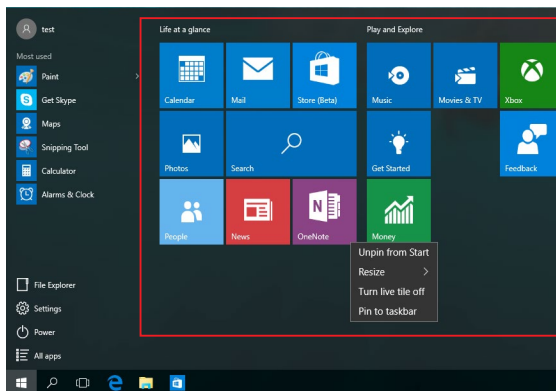 test
Most used
Paint
Get Skype
Maps
Snipping Tool
Calculator
Alarms & Clock
File Explorer
Settings
Power
All apps
Life at a glance
Play and Explore
Calendar
Mail
Store (Beta)
Music
Movies & TV
Xbox
Photos
Search
Get Started
Feedback
People
News
OneNote
Money
Unpin from Start
Resize
Turn live tile off
Pin to taskbar